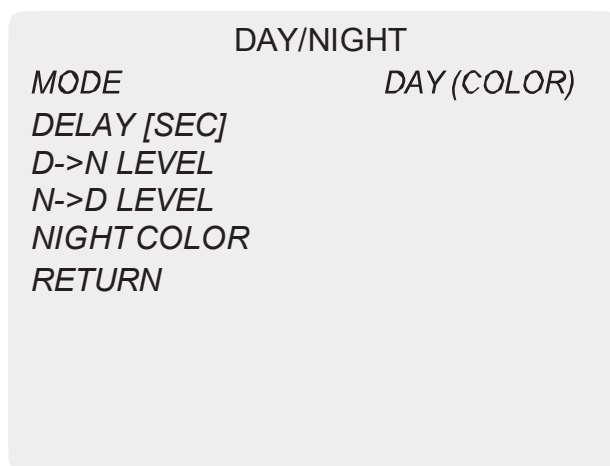 DAY/NIGHT
MODE DAY (COLOR)
DELAY [SEC]
D->N LEVEL
N->D LEVEL
NIGHT COLOR
RETURN